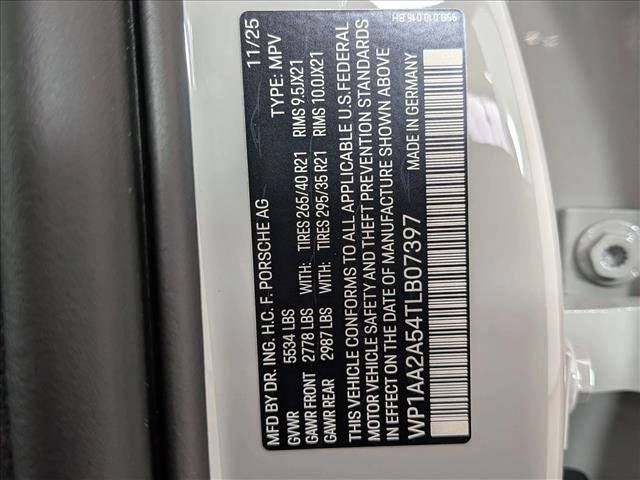 MFD BY DR. ING. H.C. F. PORSCHE AG 11/25
GVWR 5534 LBS TYPE: MPV
GAWR FRONT 2778 LBS WITH: TIRES 265/40 R21 RIMS 9.5JX21
GAWR REAR 2987 LBS WITH: TIRES 295/35 R21 RIMS 10.0JX21
THIS VEHICLE CONFORMS TO ALL APPLICABLE U.S. FEDERAL
MOTOR VEHICLE SAFETY AND THEFT PREVENTION STANDARDS
IN EFFECT ON THE DATE OF MANUFACTURE SHOWN ABOVE
WP1AA2A54TLB07397 MADE IN GERMANY